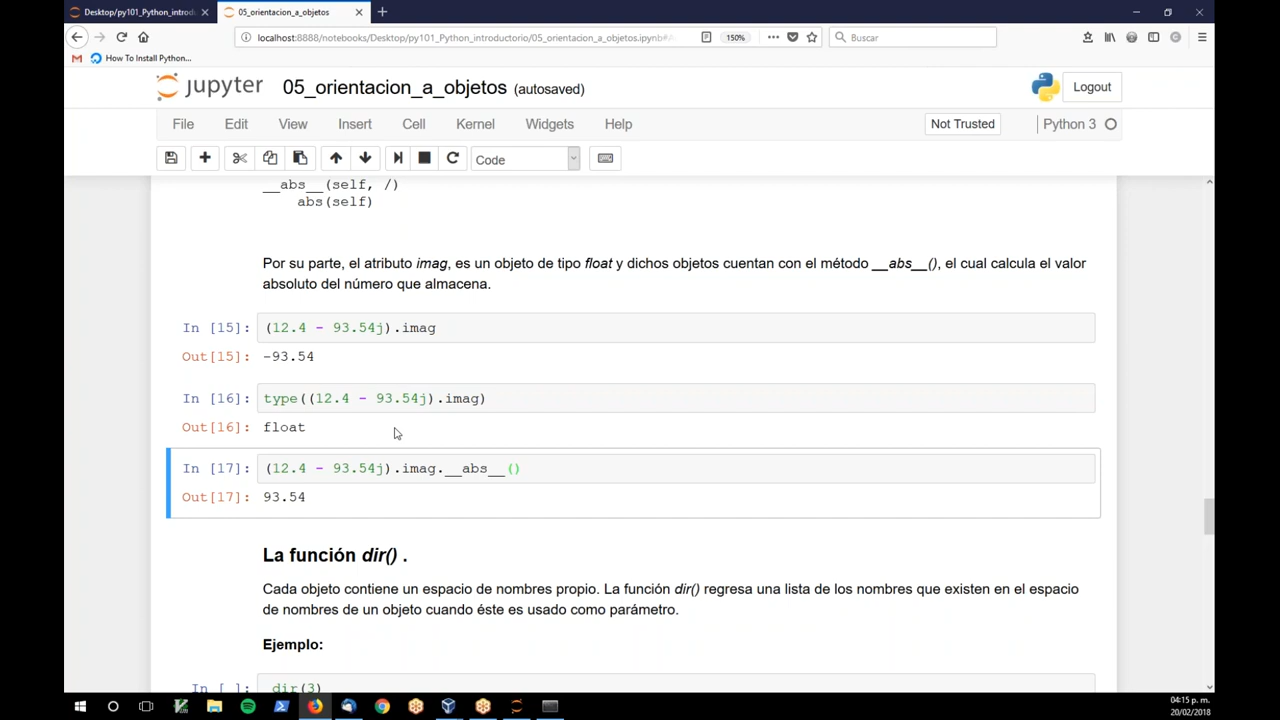 Desktop/py101_Python_introdu
05_orientacion_a_objetos
localhost:8888/notebooks/Desktop/py101_Python_introductorio/05_orientacion_a_objetos.ipynb#A
150%
Buscar
How To Install Python...
jupyter 05_orientacion_a_objetos (autosaved)
Logout
File Edit View Insert Cell Kernel Widgets Help
Not Trusted
Python 3
Code
__abs__(self, /)
abs(self)
Por su parte, el atributo imag, es un objeto de tipo float y dichos objetos cuentan con el método __abs__(), el cual calcula el valor
absoluto del número que almacena.
In [15]: (12.4 - 93.54j).imag
Out[15]: -93.54
In [16]: type((12.4 - 93.54j).imag)
Out[16]: float
In [17]: (12.4 - 93.54j).imag.__abs__()
Out[17]: 93.54
La función dir() .
Cada objeto contiene un espacio de nombres propio. La función dir() regresa una lista de los nombres que existen en el espacio
de nombres de un objeto cuando éste es usado como parámetro.
Ejemplo:
In [ ]: dir(3)
04:15 p. m.
20/02/2018